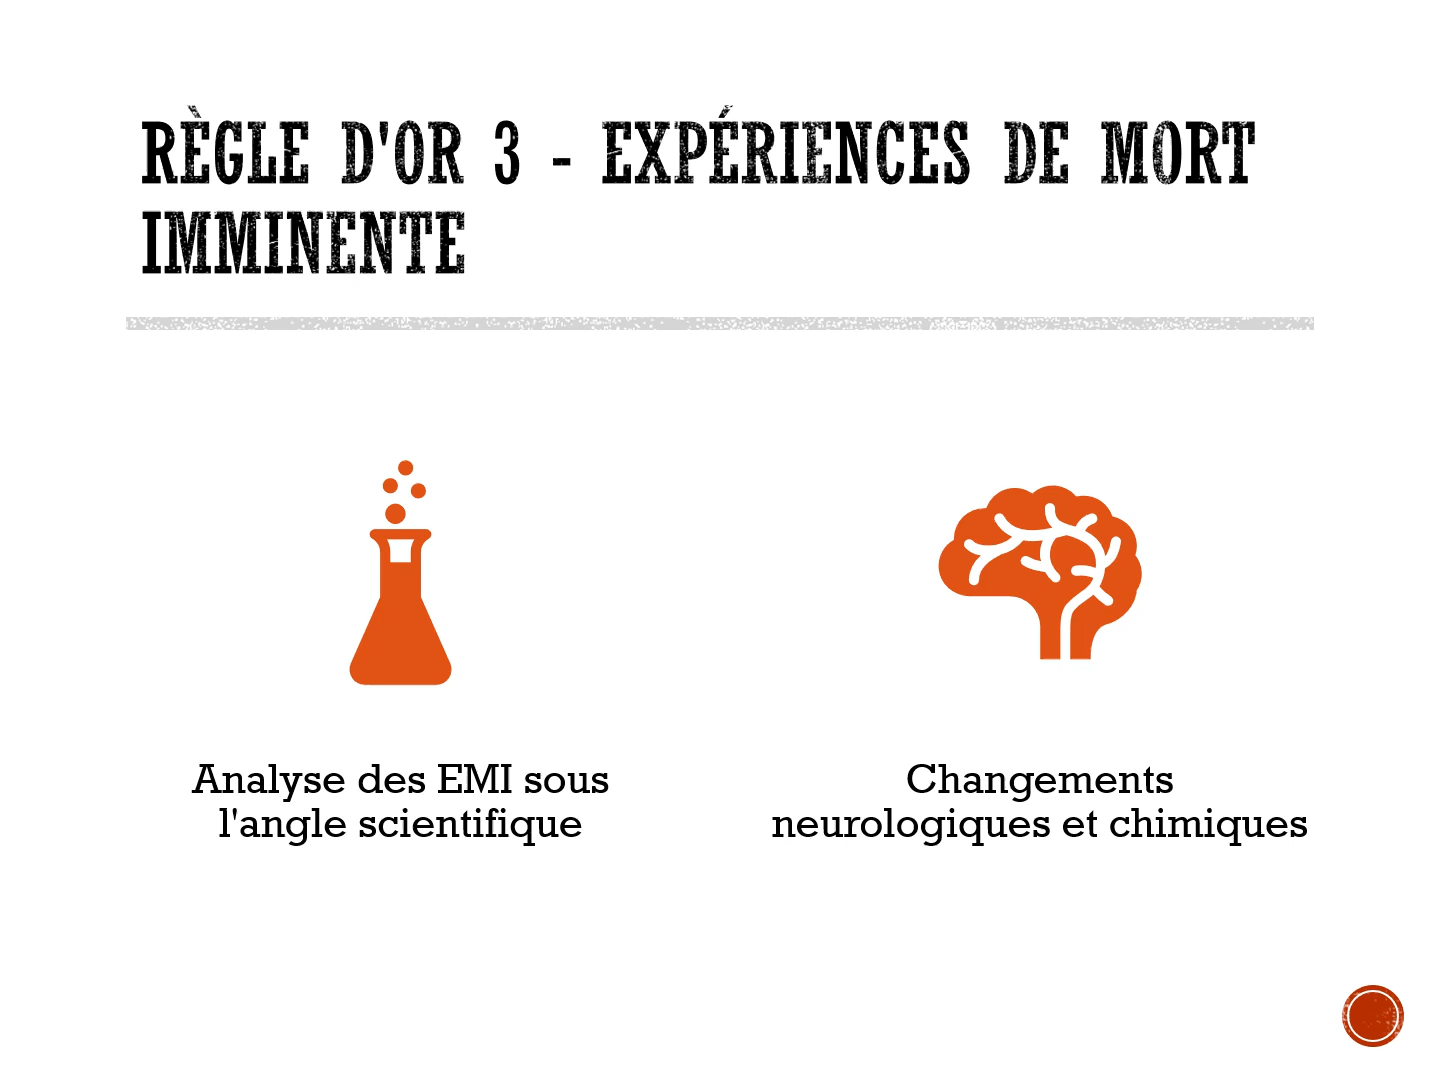 RÈGLE D'OR 3 - EXPÉRIENCES DE MORT
IMMINENTE
Analyse des EMI sous
l'angle scientifique
Changements
neurologiques et chimiques